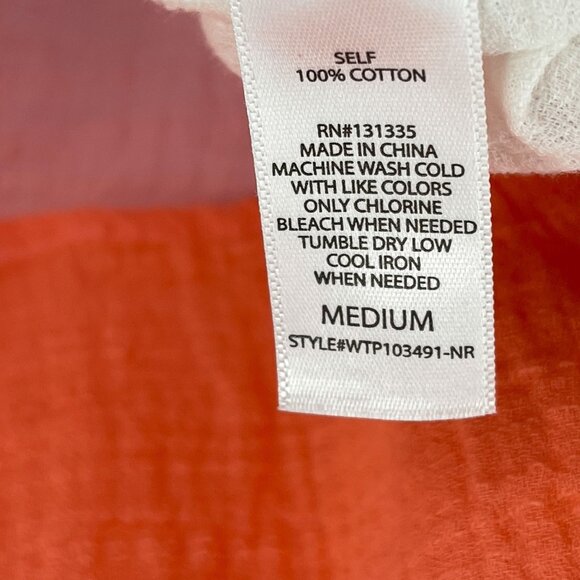 SELF
100% COTTON
RN#131335
MADE IN CHINA
MACHINE WASH COLD
WITH LIKE COLORS
ONLY CHLORINE
BLEACH WHEN NEEDED
TUMBLE DRY LOW
COOL IRON
WHEN NEEDED
MEDIUM
STYLE#WTP103491-NR